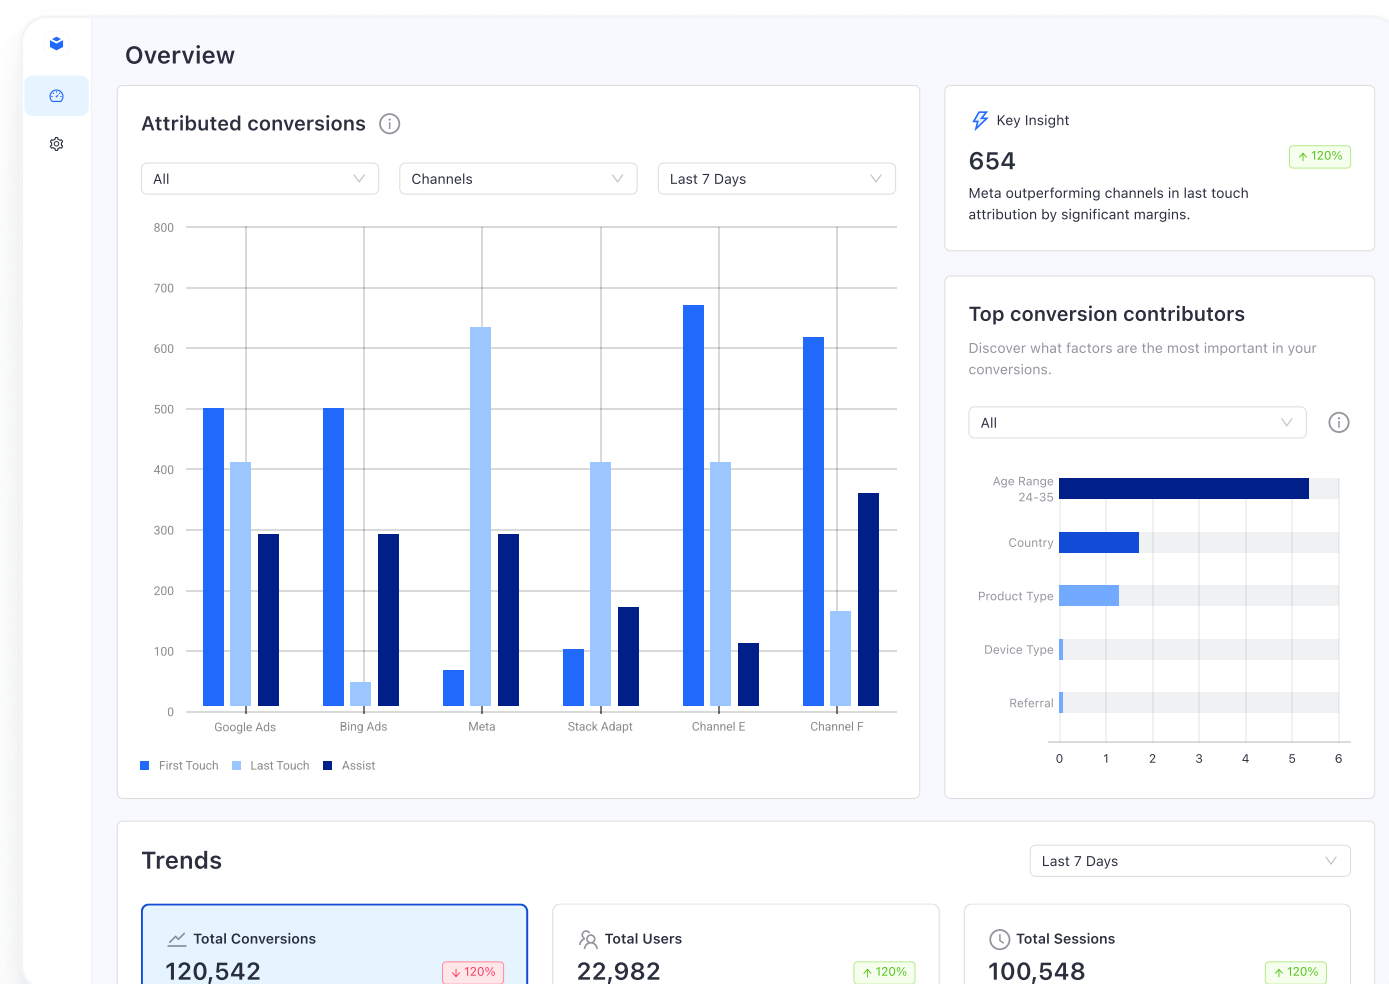 Overview
Attributed conversions
All
Channels
Last 7 Days
800
700
600
500
400
300
200
100
0
Google Ads
Bing Ads
Meta
Stack Adapt
Channel E
Channel F
First Touch
Last Touch
Assist
Key Insight
654
120%
Meta outperforming channels in last touch
attribution by significant margins.
Top conversion contributors
Discover what factors are the most important in your
conversions.
All
Age Range
24-35
Country
Product Type
Device Type
Referral
0 1 2 3 4 5 6
Trends
Last 7 Days
Total Conversions
120,542
120%
Total Users
22,982
120%
Total Sessions
100,548
120%